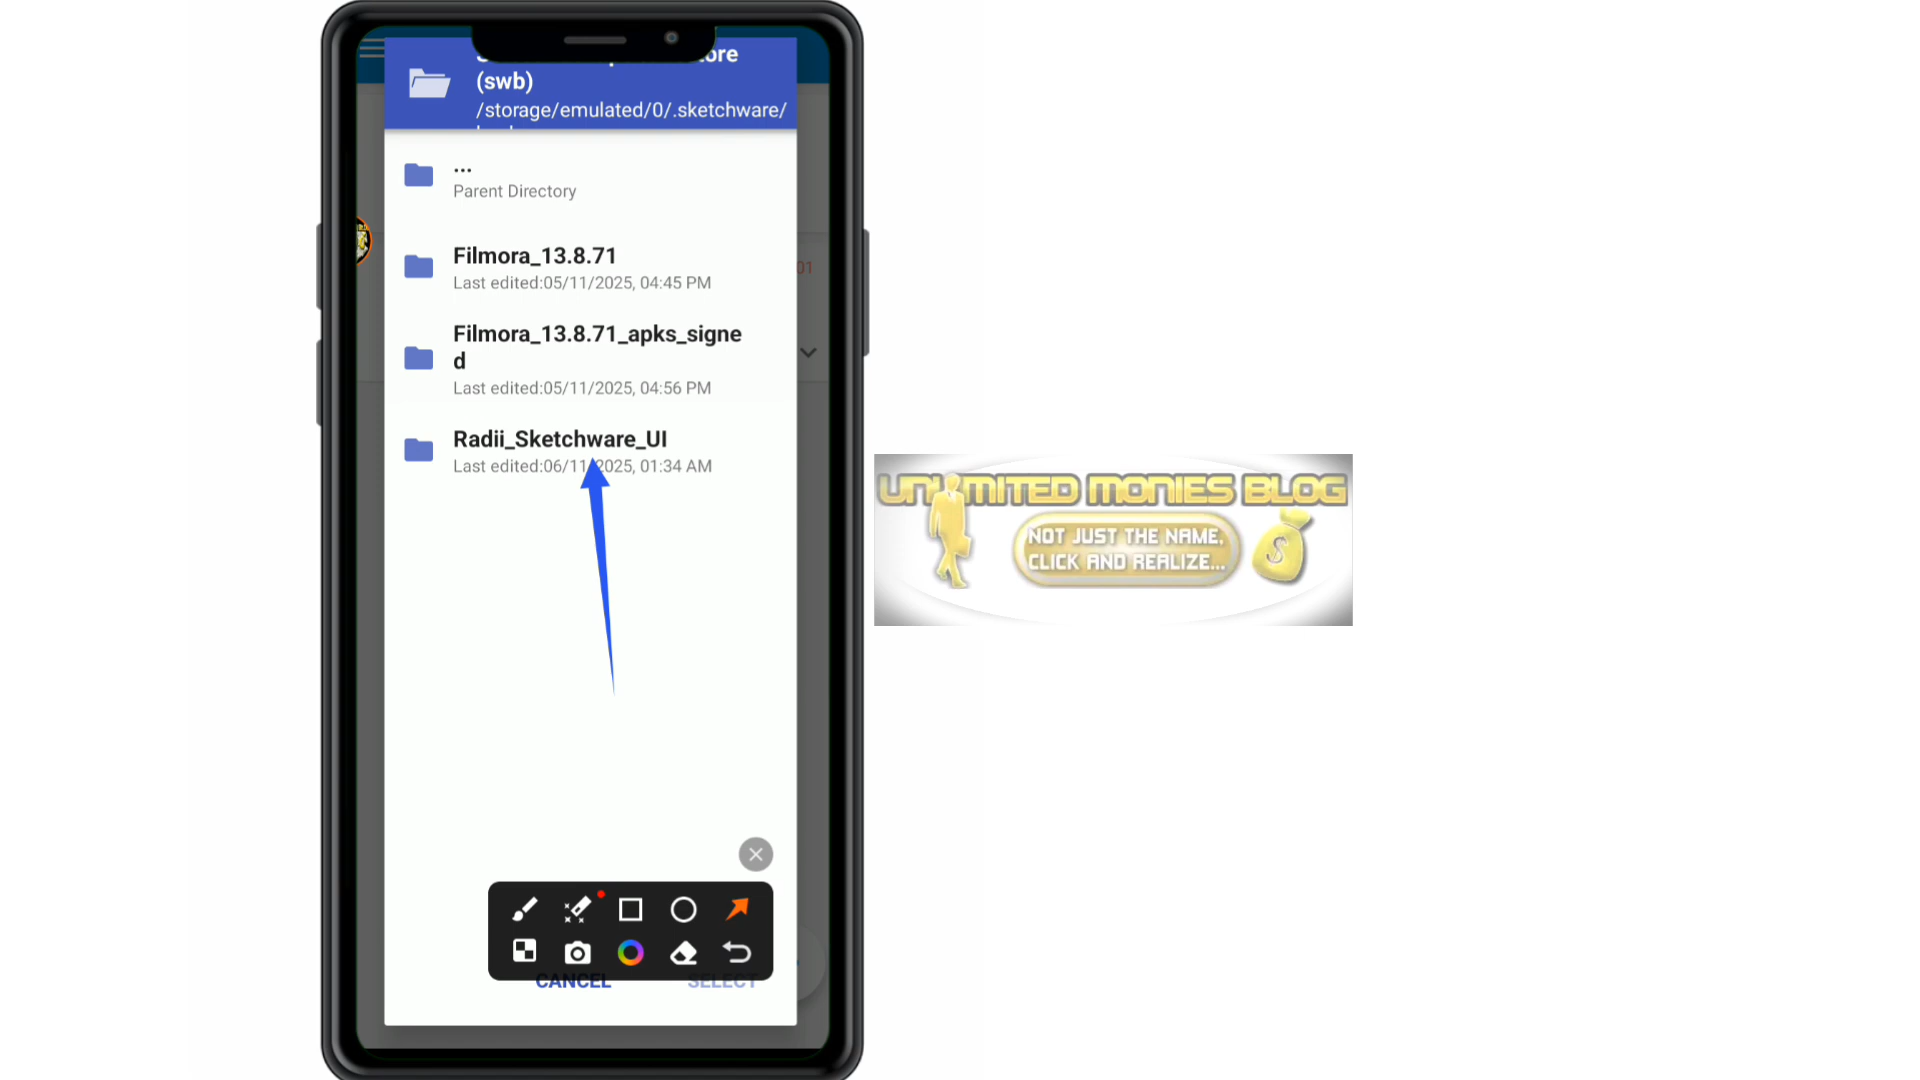 (swb)
/storage/emulated/0/.sketchware/
...
Parent Directory
Filmora_13.8.71
Last edited:05/11/2025, 04:45 PM
01
Filmora_13.8.71_apks_signe
d
Last edited:05/11/2025, 04:56 PM
Radii_Sketchware_UI
Last edited:06/11/2025, 01:34 AM
UNLIMITED MONIES BLOG
NOT JUST THE NAME,
CLICK AND REALIZE...
$
CANCEL
SELECT